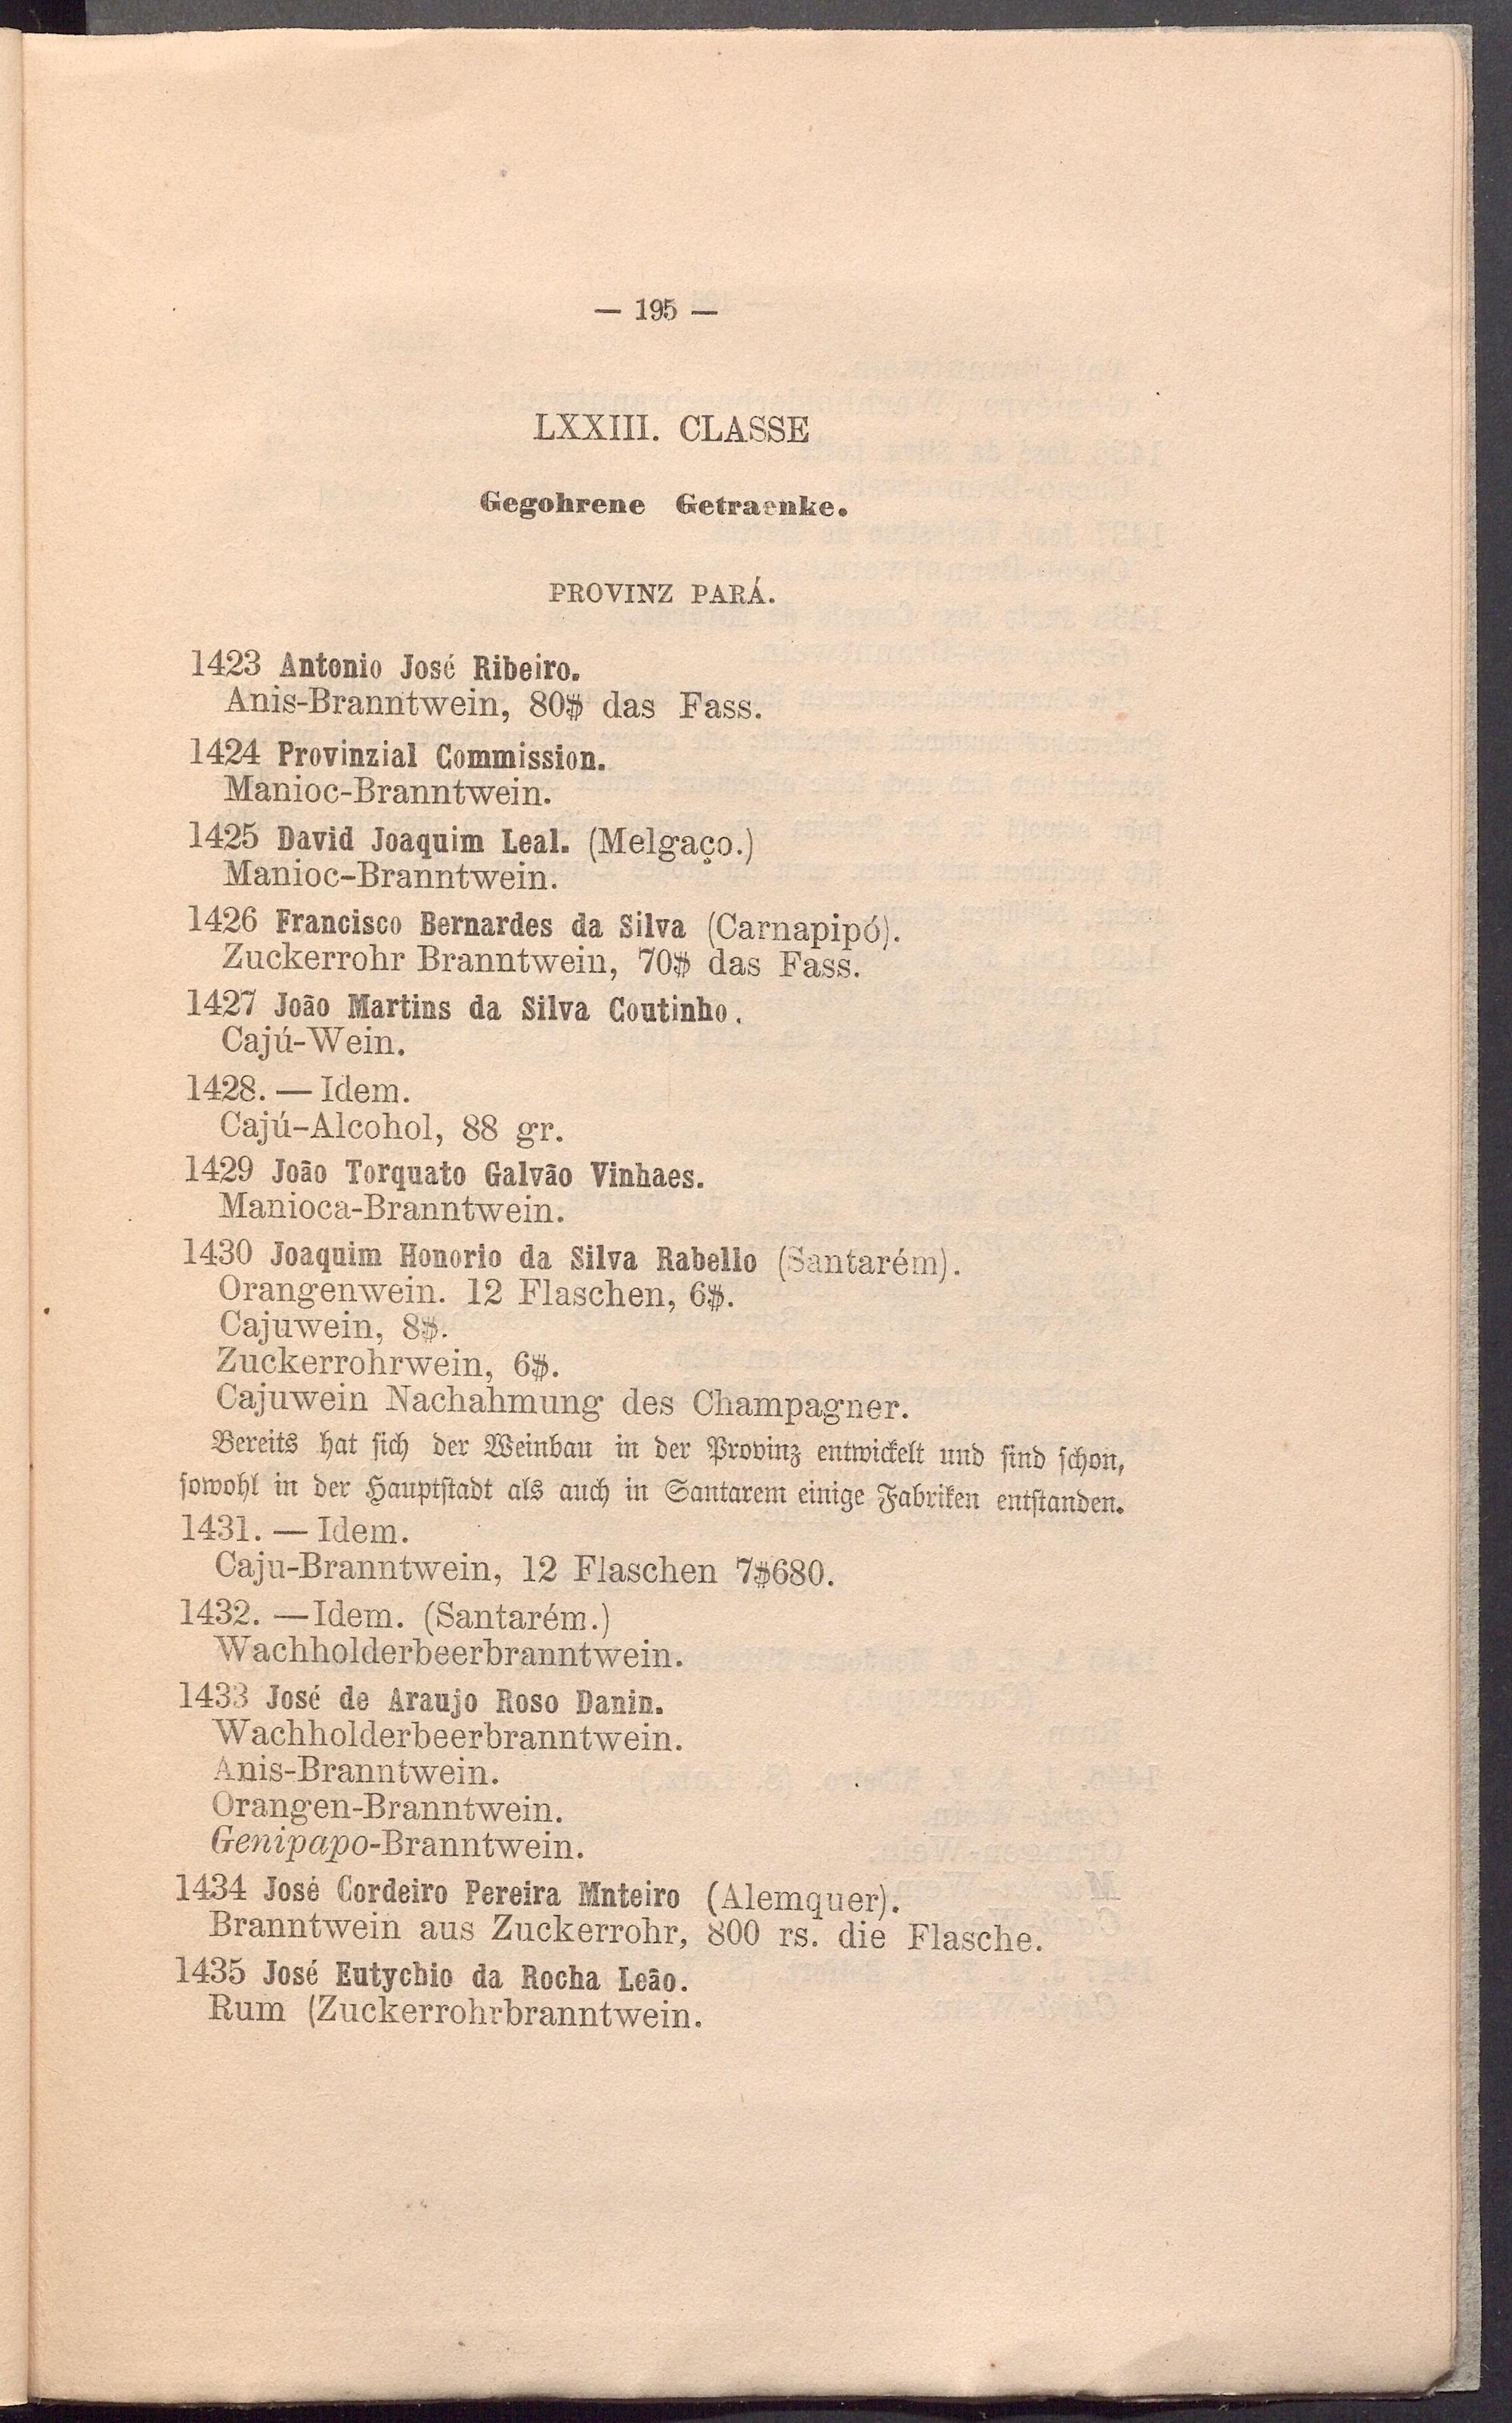 — 195 —
LXXIII. CLASSE
Gegohrene Getraenke.
PROVINZ PARÁ.
1423 Antonio José Ribeiro.
Anis-Branntwein, 80$ das Fass.
1424 Provinzial Commission.
Manioc-Branntwein.
1425 David Joaquim Leal. (Melgaço.)
Manioc-Branntwein.
1426 Francisco Bernardes da Silva (Carnapipó).
Zuckerrohr Branntwein, 70$ das Fass.
1427 João Martins da Silva Coutinho.
Cajú-Wein.
1428. — Idem.
Cajú-Alcohol, 88 gr.
1429 João Torquato Galvão Vinhaes.
Manioca-Branntwein.
1430 Joaquim Honorio da Silva Rabello (Santarém).
Orangenwein. 12 Flaschen, 6$.
Cajuwein, 8$.
Zuckerrohrwein, 6$.
Cajuwein Nachahmung des Champagner.
Bereits hat sich der Weinbau in der Provinz entwickelt und sind schon,
sowohl in der Hauptstadt als auch in Santarem einige Fabriken entstanden.
1431. — Idem.
Caju-Branntwein, 12 Flaschen 7$680.
1432. — Idem. (Santarém.)
Wachholderbeerbranntwein.
1433 José de Araujo Roso Danin.
Wachholderbeerbranntwein.
Anis-Branntwein.
Orangen-Branntwein.
Genipapo-Branntwein.
1434 José Cordeiro Pereira Mnteiro (Alemquer).
Branntwein aus Zuckerrohr, 800 rs. die Flasche.
1435 José Eutychio da Rocha Leão.
Rum (Zuckerrohrbranntwein.